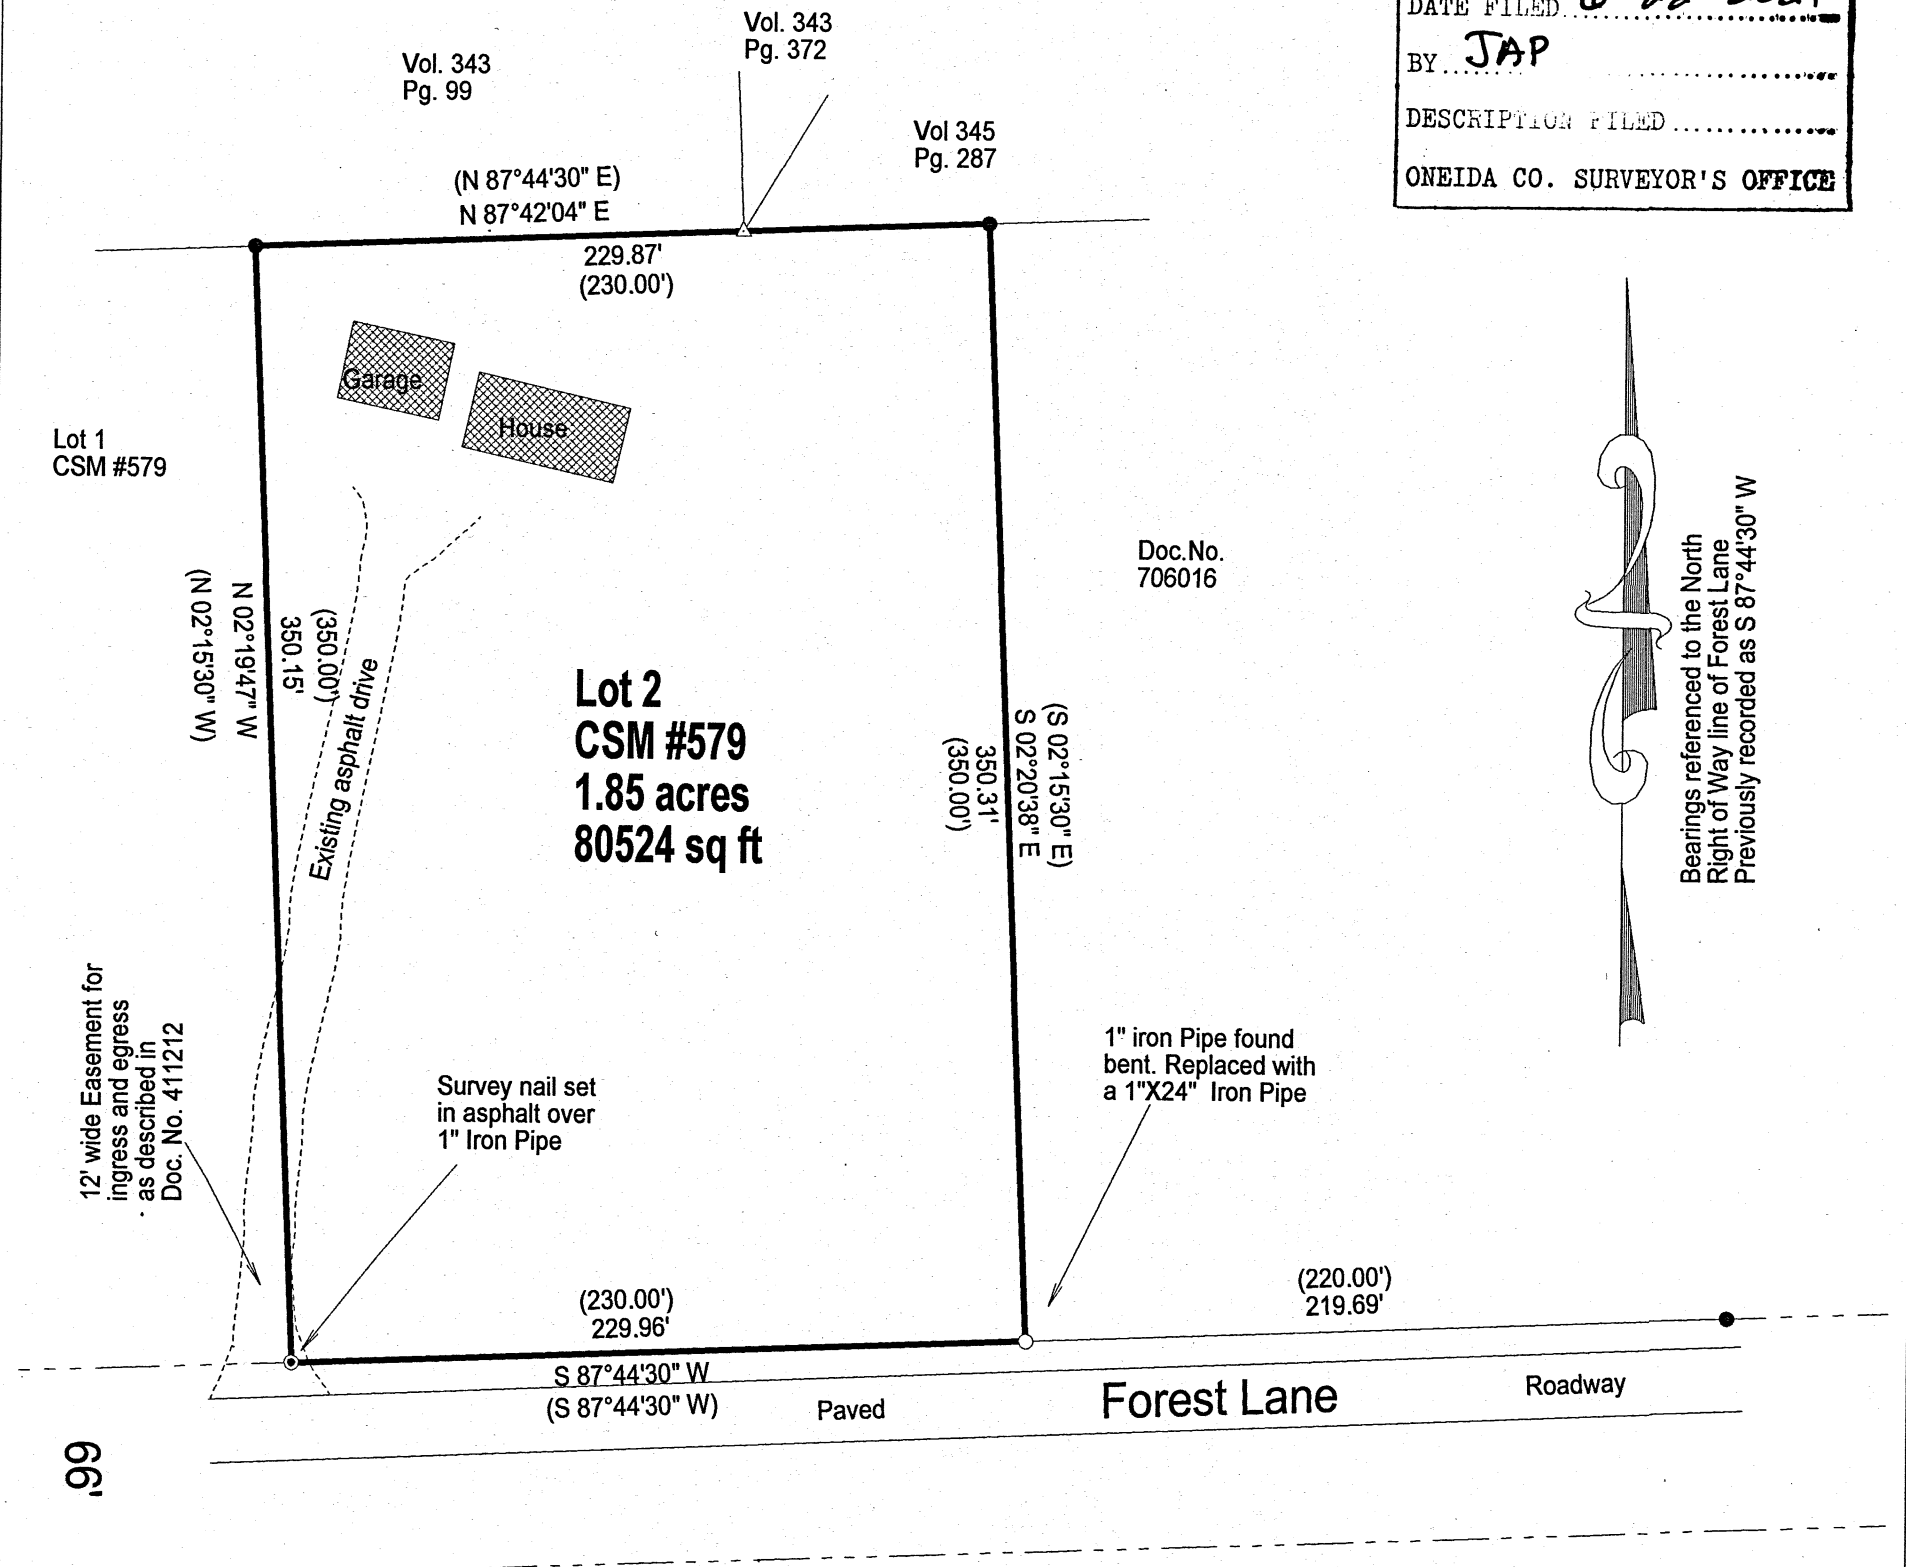 Vol. 343
Pg. 99
Vol. 343
Pg. 372
Vol 345
Pg. 287
DATE FILED
BY JAP
DESCRIPTION FILED
ONEIDA CO. SURVEYOR'S OFFICE
(N 87°44'30" E)
N 87°42'04" E
229.87'
(230.00')
Garage
House
Lot 1
CSM #579
(N 02°15'30" W)
N 02°19'47" W
350.15'
(350.00')
Existing asphalt drive
Lot 2
CSM #579
1.85 acres
80524 sq ft
(S 02°15'30" E)
S 02°20'38" E
350.31'
(350.00')
Doc.No.
706016
Bearings referenced to the North
Right of Way line of Forest Lane
Previously recorded as S 87°44'30" W
12' wide Easement for
ingress and egress
as described in
Doc. No. 411212
Survey nail set
in asphalt over
1" Iron Pipe
1" iron Pipe found
bent. Replaced with
a 1"X24" Iron Pipe
(230.00')
229.96'
S 87°44'30" W
(S 87°44'30" W)
(220.00')
219.69'
Paved
Forest Lane
Roadway
66'